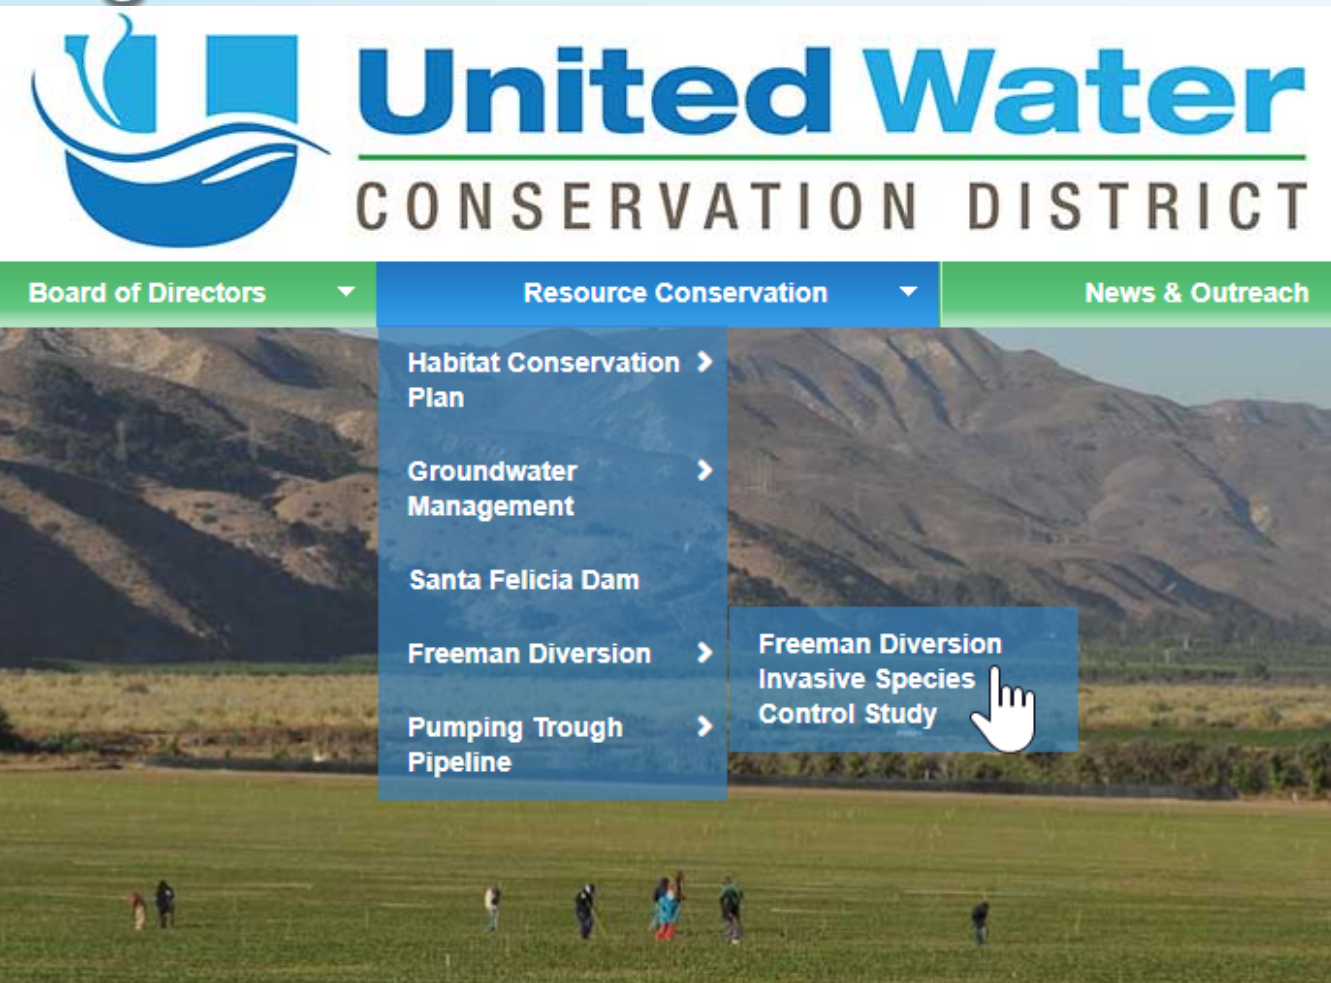 United Water
CONSERVATION DISTRICT
Board of Directors
Resource Conservation
News & Outreach
Habitat Conservation
Plan
Groundwater
Management
Santa Felicia Dam
Freeman Diversion
Pumping Trough
Pipeline
Freeman Diversion
Invasive Species
Control Study